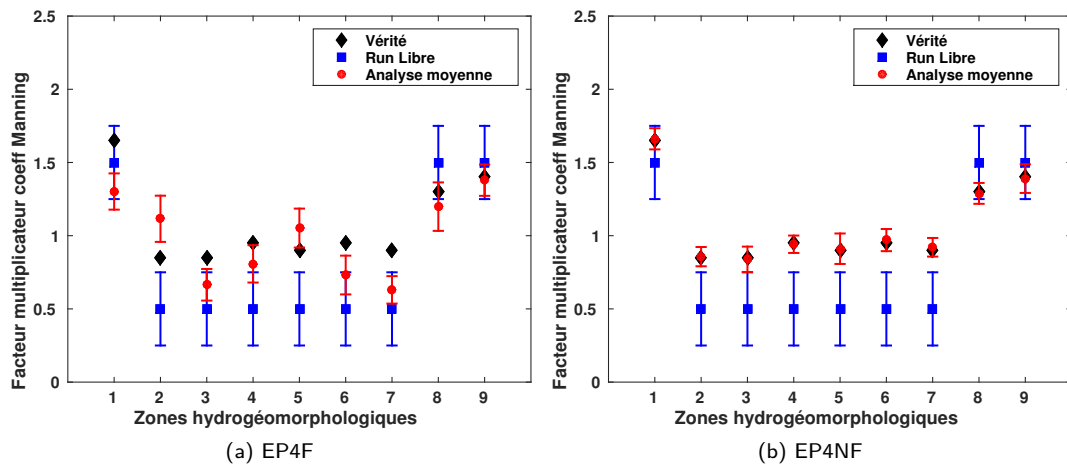 2.5
2
1.5
1
0.5
0
Facteur multiplicateur coeff Manning
Vérité
Run Libre
Analyse moyenne
1 2 3 4 5 6 7 8 9
Zones hydrogéomorphologiques
(a) EP4F
2.5
2
1.5
1
0.5
0
Facteur multiplicateur coeff Manning
Vérité
Run Libre
Analyse moyenne
1 2 3 4 5 6 7 8 9
Zones hydrogéomorphologiques
(b) EP4NF